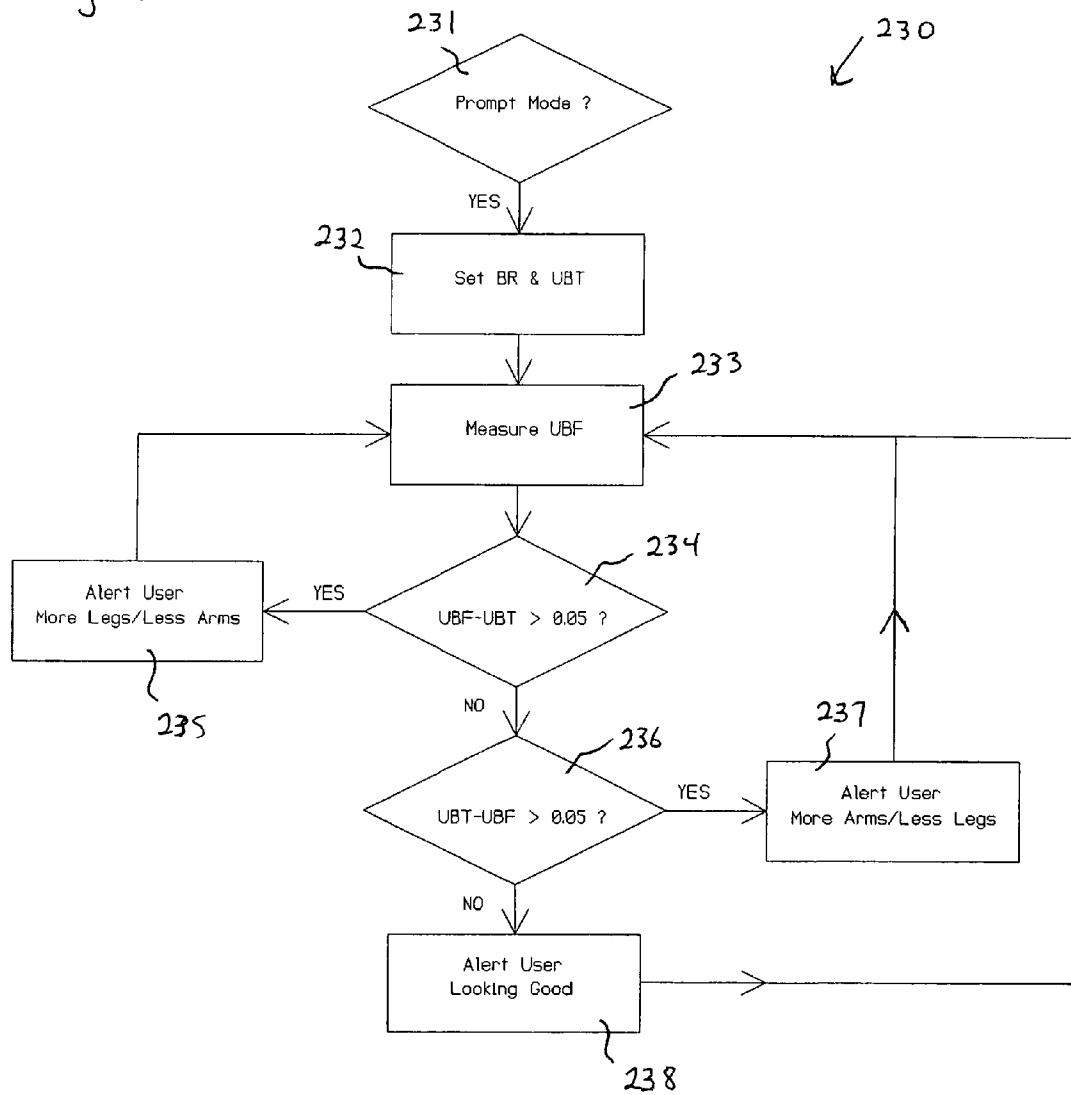 231
230
Prompt Mode ?
YES
232
Set BR & UBT
233
Measure UBF
234
Alert User
More Legs/Less Arms
YES
UBF-UBT > 0.05 ?
235
NO
236
237
UBT-UBF > 0.05 ?
YES
Alert User
More Arms/Less Legs
NO
Alert User
Looking Good
238